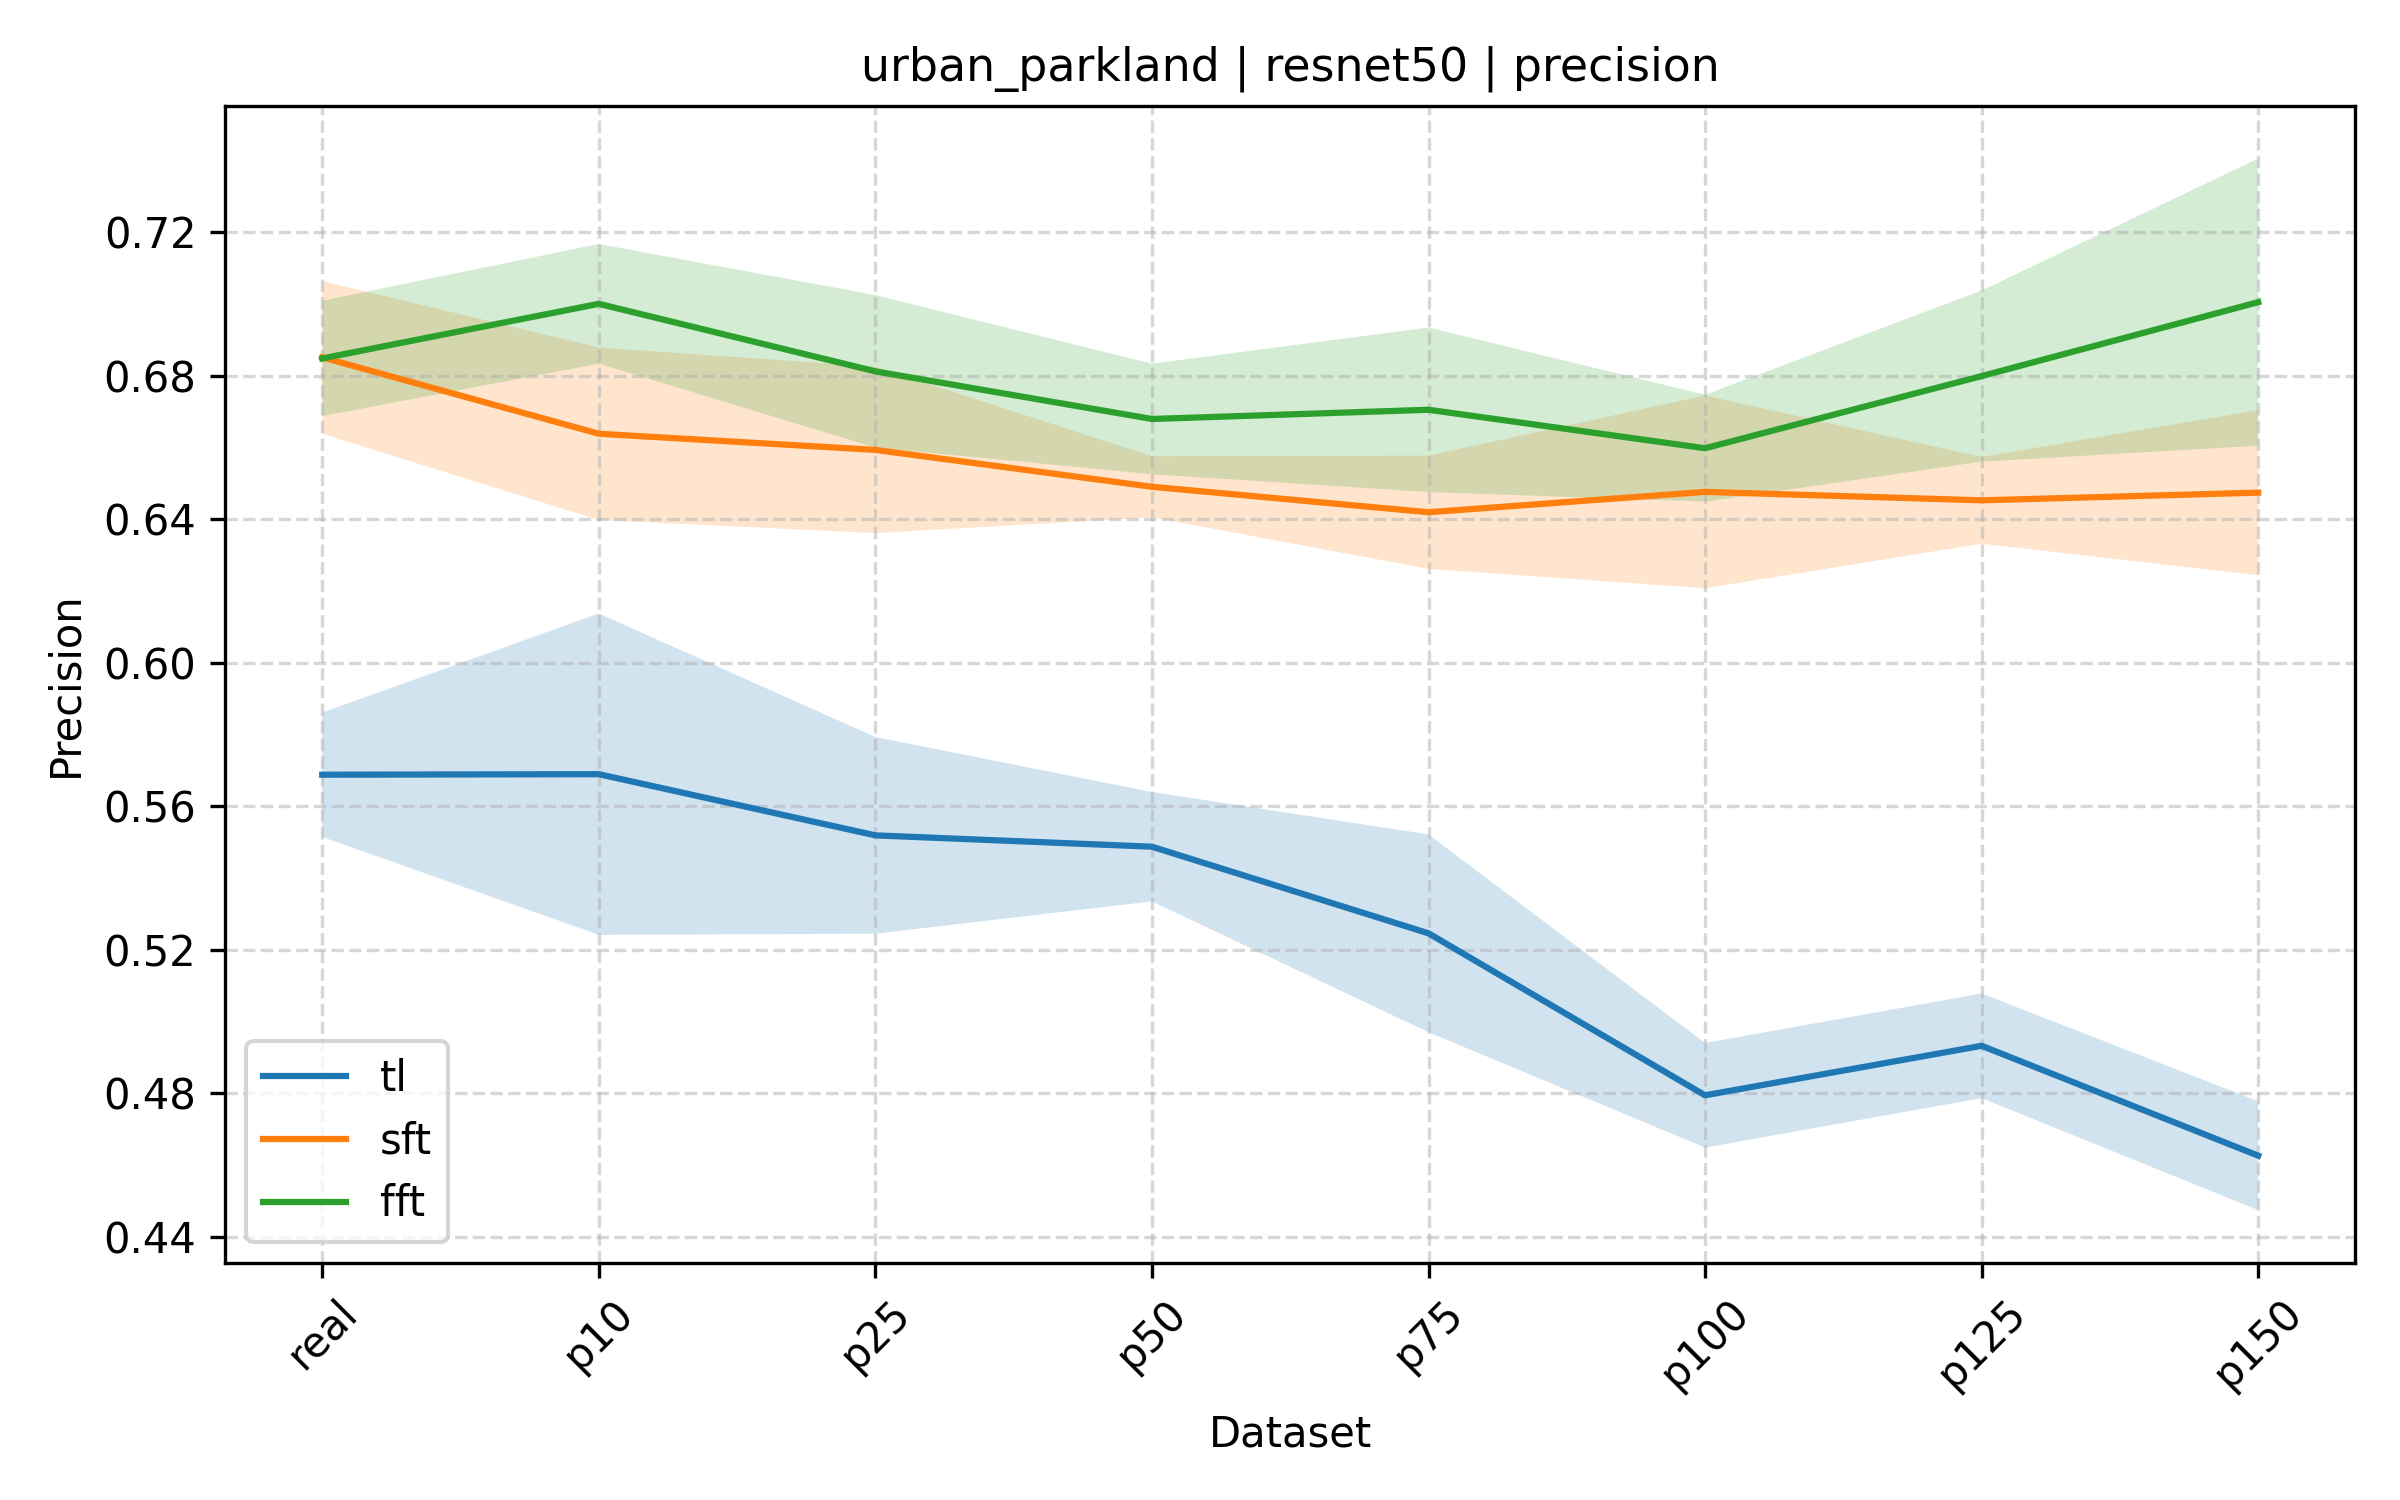 urban_parkland | resnet50 | precision
Precision
0.72
0.68
0.64
0.60
0.56
0.52
0.48
0.44
tl
sft
fft
real
p10
p25
p50
p75
p100
p125
p150
Dataset